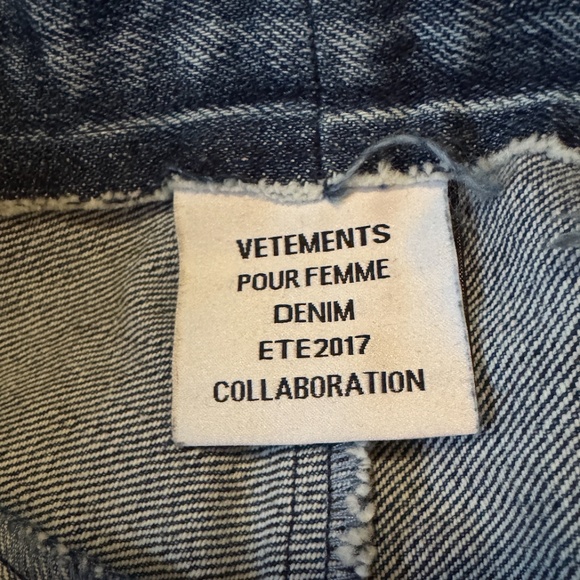 VETEMENTS
POUR FEMME
DENIM
ETE2017
COLLABORATION